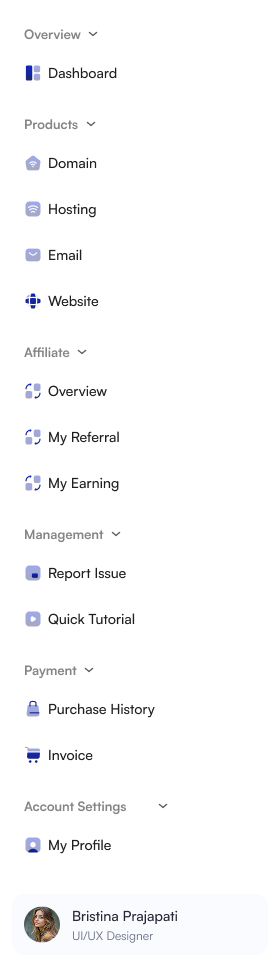 Overview
Dashboard
Products
Domain
Hosting
Email
Website
Affiliate
Overview
My Referral
My Earning
Management
Report Issue
Quick Tutorial
Payment
Purchase History
Invoice
Account Settings
My Profile
Bristina Prajapati
UI/UX Designer